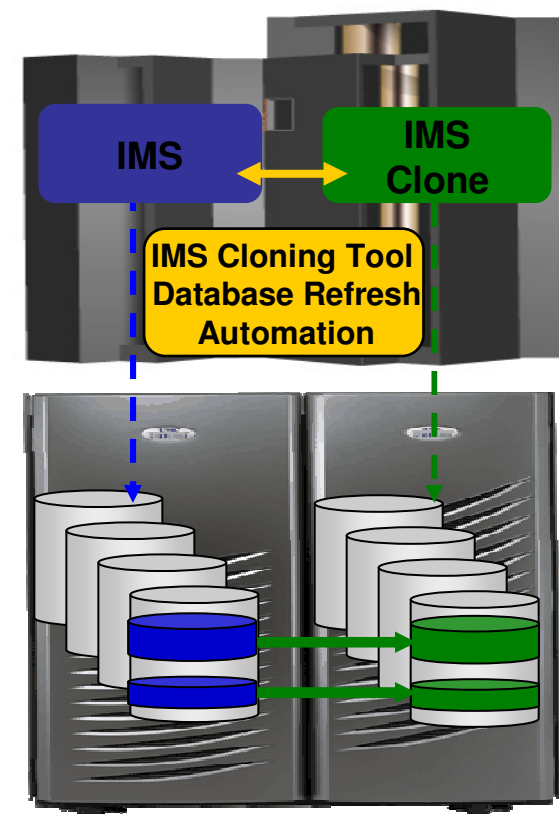 IMS
IMS
Clone
IMS Cloning Tool
Database Refresh
Automation